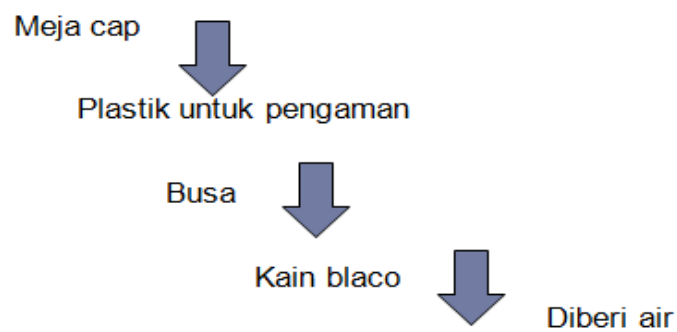 Meja cap
Plastik untuk pengaman
Busa
Kain blaco
Diberi air